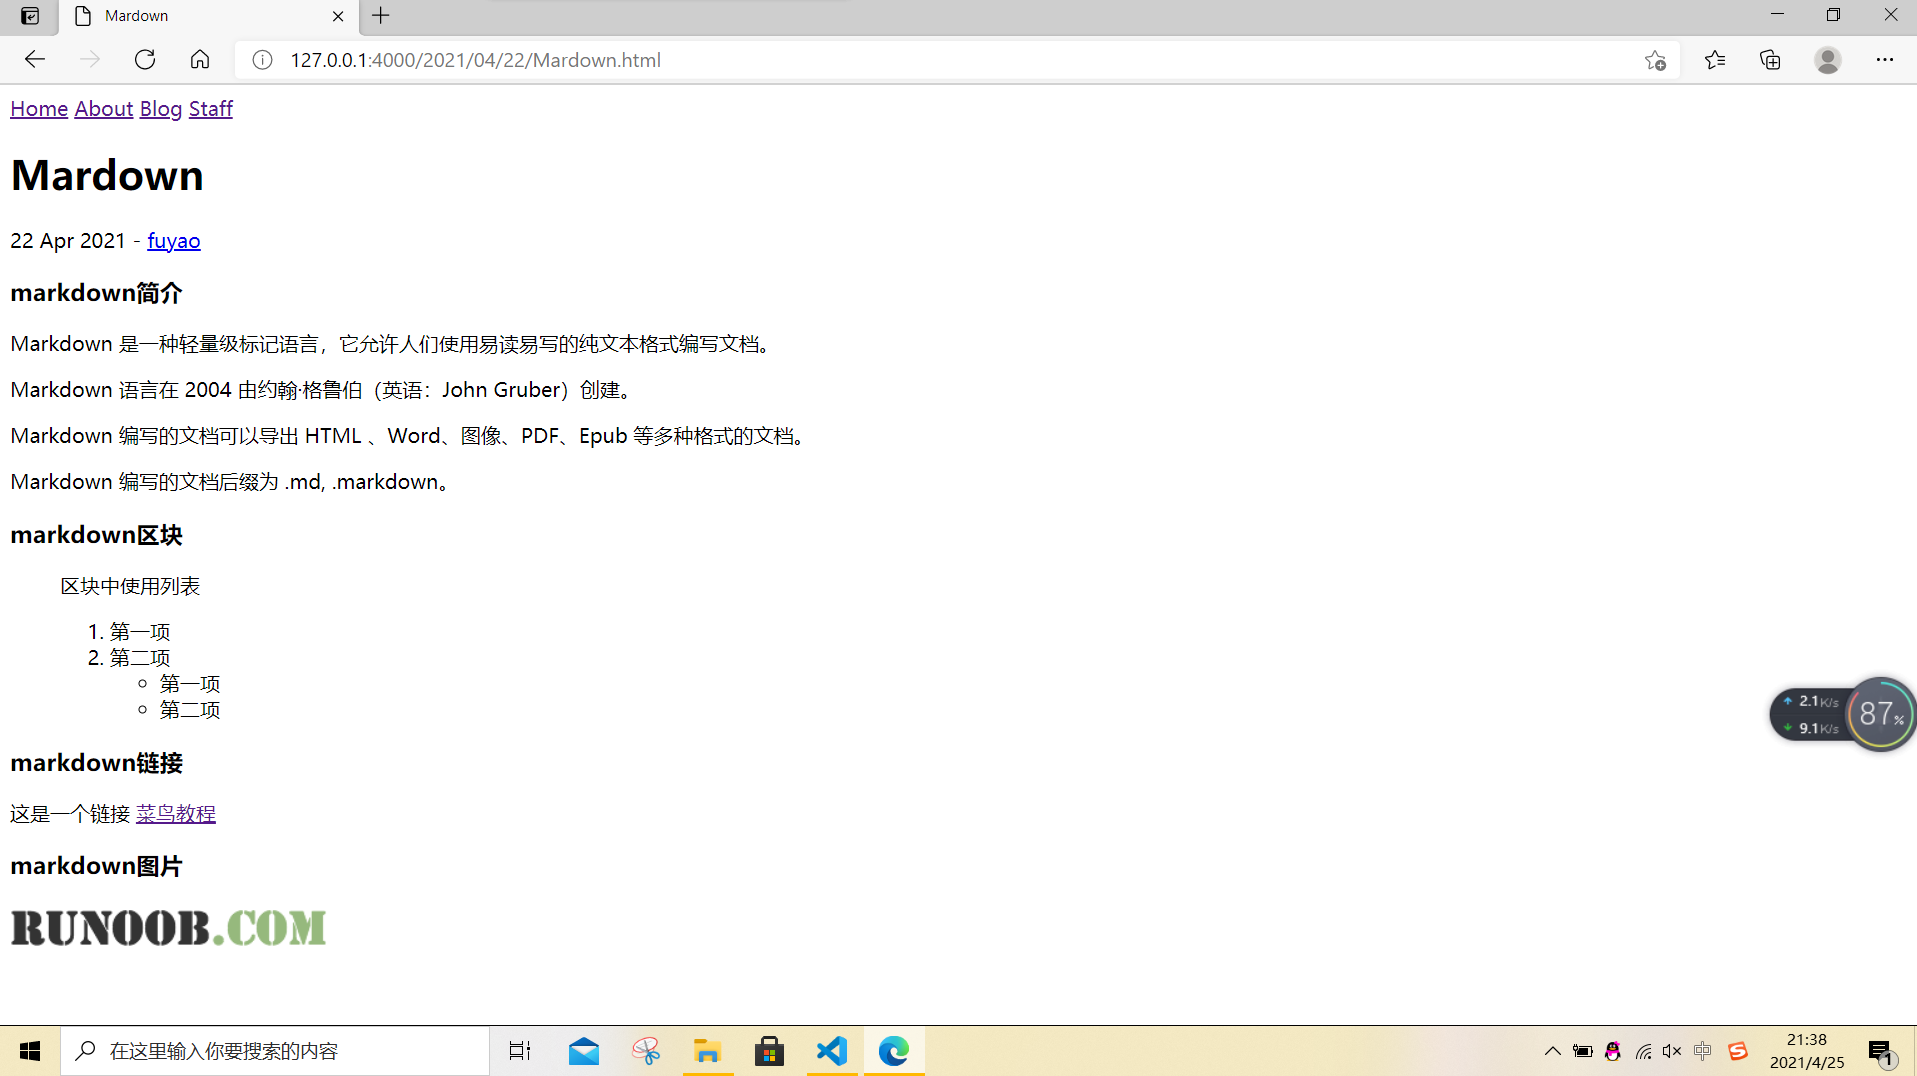 Mardown
127.0.0.1:4000/2021/04/22/Mardown.html
Home About Blog Staff
Mardown
22 Apr 2021 - fuyao
markdown简介
Markdown 是一种轻量级标记语言，它允许人们使用易读易写的纯文本格式编写文档。
Markdown 语言在 2004 由约翰·格鲁伯（英语：John Gruber）创建。
Markdown 编写的文档可以导出 HTML 、Word、图像、PDF、Epub 等多种格式的文档。
Markdown 编写的文档后缀为 .md, .markdown。
markdown区块
区块中使用列表
1. 第一项
2. 第二项
第一项
第二项
2.1K/s
9.1K/s
87%
markdown链接
这是一个链接 菜鸟教程
markdown图片
RUNOOB.COM
在这里输入你要搜索的内容
中
21:38
2021/4/25
1